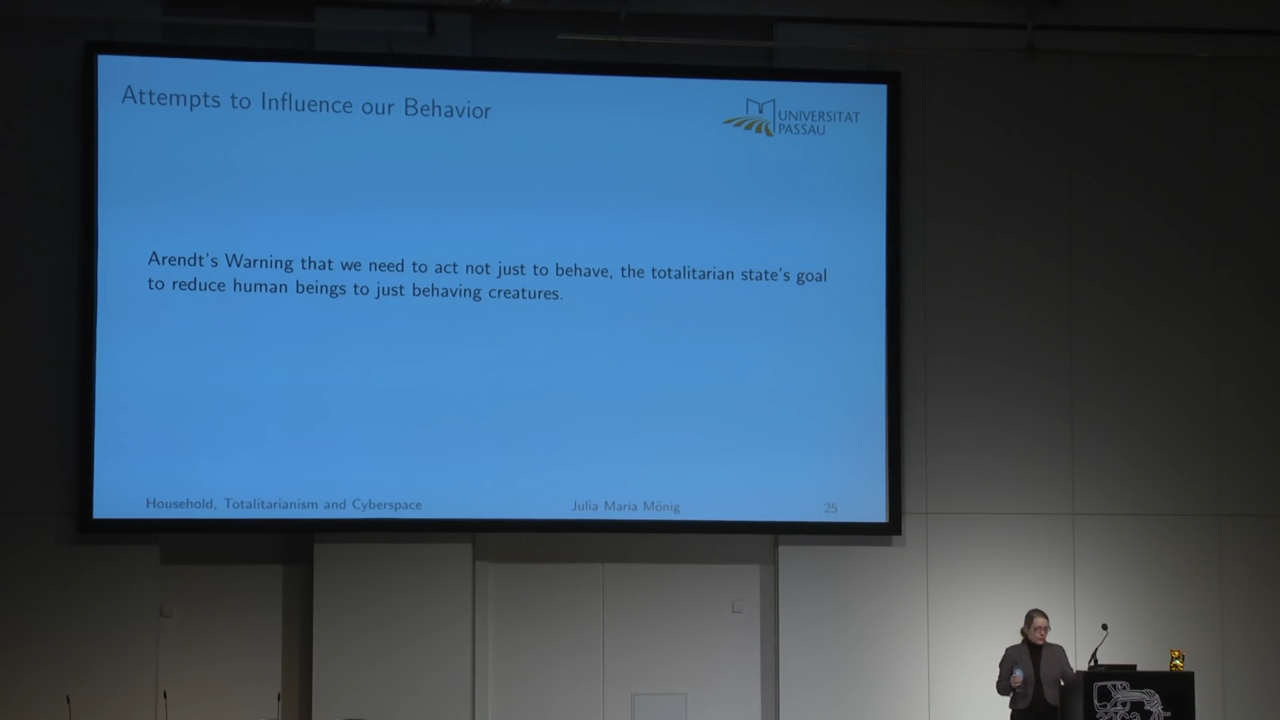 Attempts to Influence our Behavior
UNIVERSITÄT
PASSAU
Arendt's Warning that we need to act not just to behave, the totalitarian state's goal
to reduce human beings to just behaving creatures.
Household, Totalitarianism and Cyberspace
Julia Maria Mönig
25